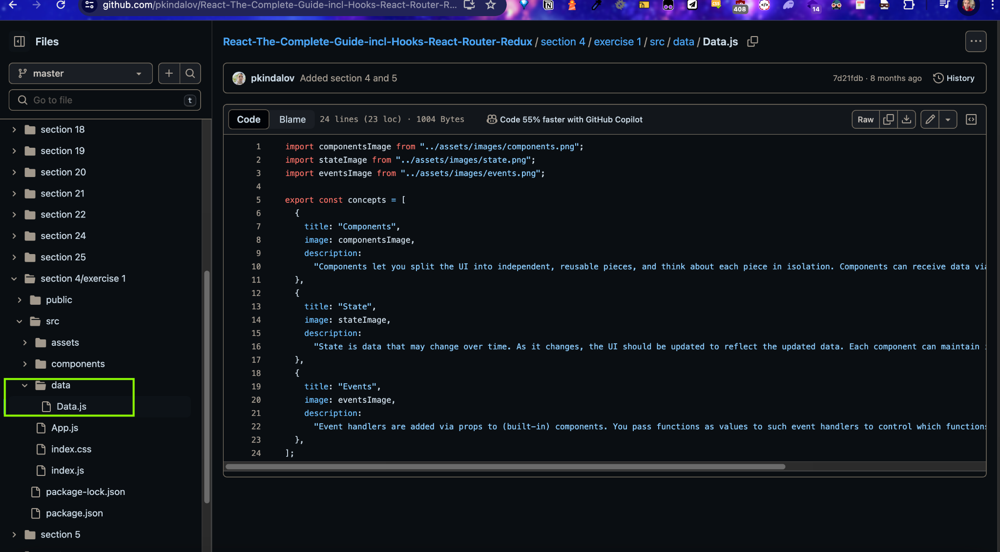 github.com/pkindalov/React-The-Complete-Guide-incl-Hooks-React-Router-R...
408
14
Files
React-The-Complete-Guide-incl-Hooks-React-Router-Redux / section 4 / exercise 1 / src / data / Data.js
master
pkindalov Added section 4 and 5
7d21fdb · 8 months ago
History
Go to file
t
Code
Blame
24 lines (23 loc) · 1004 Bytes
Code 55% faster with GitHub Copilot
Raw
section 18
section 19
section 20
section 21
section 22
section 24
section 25
section 4/exercise 1
public
src
assets
components
data
Data.js
App.js
index.css
index.js
package-lock.json
package.json
section 5
1 import componentsImage from "../assets/images/components.png";
2 import stateImage from "../assets/images/state.png";
3 import eventsImage from "../assets/images/events.png";
4
5 export const concepts = [
6 {
7 title: "Components",
8 image: componentsImage,
9 description:
10 "Components let you split the UI into independent, reusable pieces, and think about each piece in isolation. Components can receive data via
11 },
12 {
13 title: "State",
14 image: stateImage,
15 description:
16 "State is data that may change over time. As it changes, the UI should be updated to reflect the updated data. Each component can maintain
17 },
18 {
19 title: "Events",
20 image: eventsImage,
21 description:
22 "Event handlers are added via props to (built-in) components. You pass functions as values to such event handlers to control which functions
23 },
24 ];